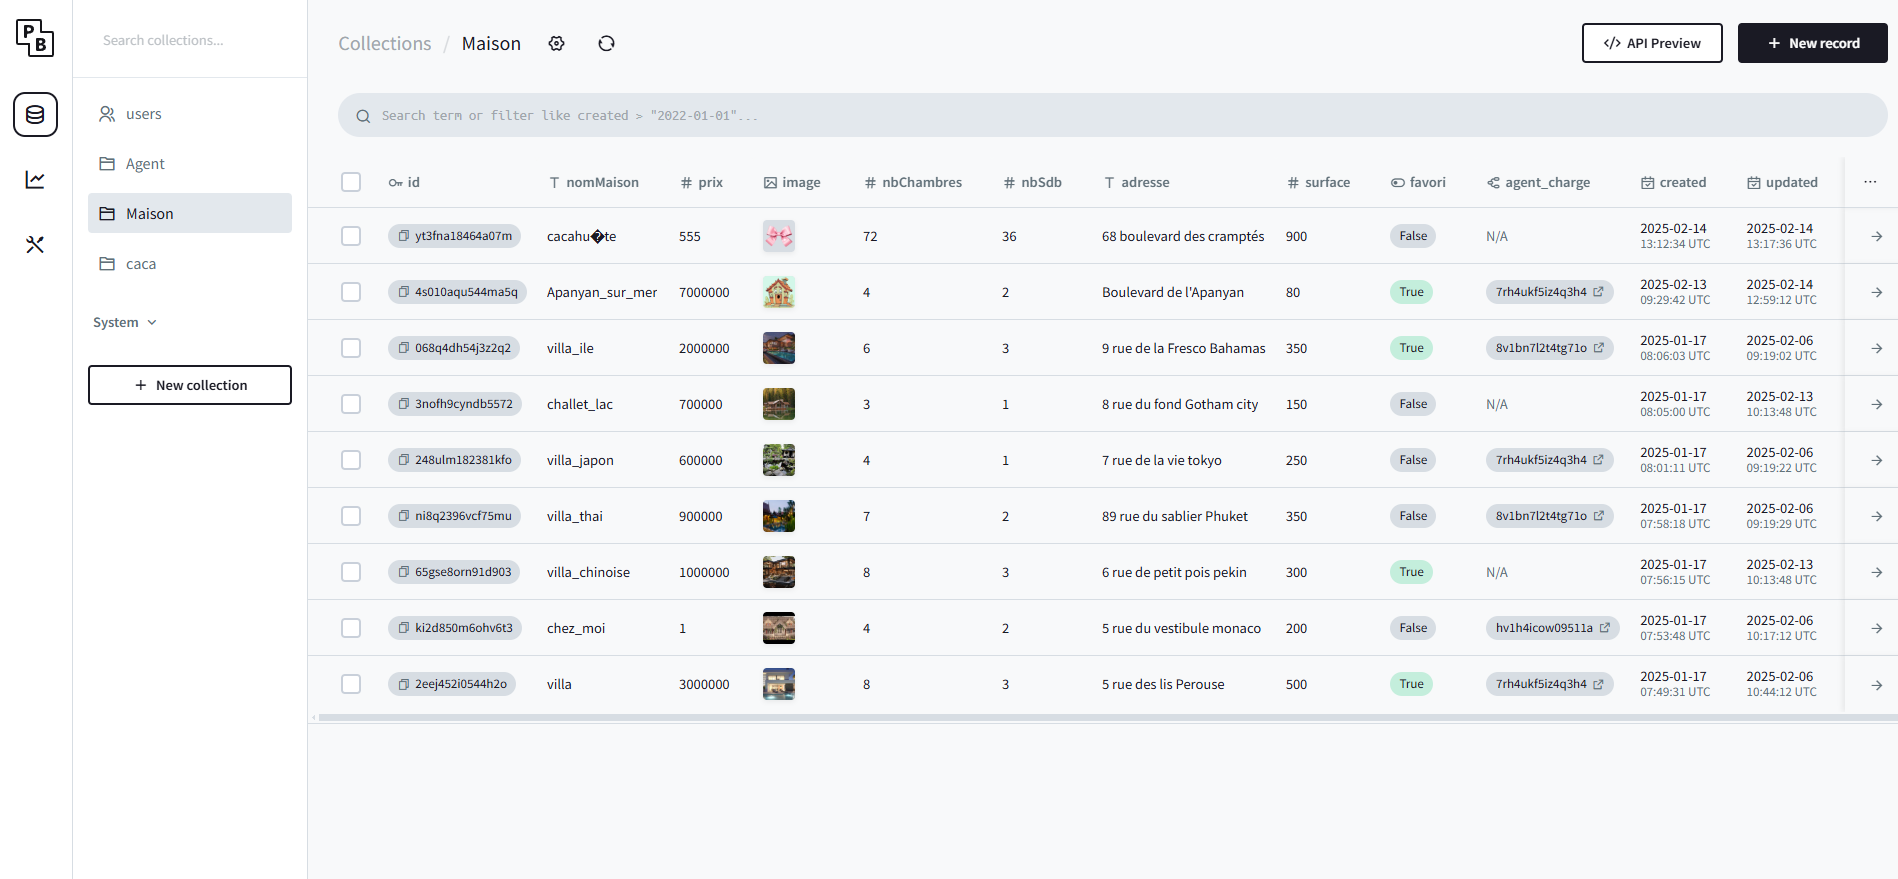 PB
Search collections...
users
Agent
Maison
caca
System
+ New collection
Collections / Maison
</> API Preview
+ New record
Search term or filter like created > "2022-01-01"...
id nomMaison # prix image # nbChambres # nbSdb adresse # surface favori agent_charge created updated ...
yt3fna18464a07m cacahu�te 555 72 36 68 boulevard des cramptés 900 False N/A 2025-02-14 2025-02-14
13:12:34 UTC 13:17:36 UTC
4s010aqu544ma5q Apanyan_sur_mer 7000000 4 2 Boulevard de l'Apanyan 80 True 7rh4ukf5iz4q3h4 2025-02-13 2025-02-14
09:29:42 UTC 12:59:12 UTC
068q4dh54j3z2q2 villa_ile 2000000 6 3 9 rue de la Fresco Bahamas 350 True 8v1bn7l2t4tg71o 2025-01-17 2025-02-06
08:06:03 UTC 09:19:02 UTC
3nofh9cyndb5572 challet_lac 700000 3 1 8 rue du fond Gotham city 150 False N/A 2025-01-17 2025-02-13
08:05:00 UTC 10:13:48 UTC
248ulm182381kfo villa_japon 600000 4 1 7 rue de la vie tokyo 250 False 7rh4ukf5iz4q3h4 2025-01-17 2025-02-06
08:01:11 UTC 09:19:22 UTC
ni8q2396vcf75mu villa_thai 900000 7 2 89 rue du sablier Phuket 350 False 8v1bn7l2t4tg71o 2025-01-17 2025-02-06
07:58:18 UTC 09:19:29 UTC
65gse8orn91d903 villa_chinoise 1000000 8 3 6 rue de petit pois pekin 300 True N/A 2025-01-17 2025-02-13
07:56:15 UTC 10:13:48 UTC
ki2d850m6ohv6t3 chez_moi 1 4 2 5 rue du vestibule monaco 200 False hv1h4icow09511a 2025-01-17 2025-02-06
07:53:48 UTC 10:17:12 UTC
2eej452i0544h2o villa 3000000 8 3 5 rue des lis Perouse 500 True 7rh4ukf5iz4q3h4 2025-01-17 2025-02-06
07:49:31 UTC 10:44:12 UTC